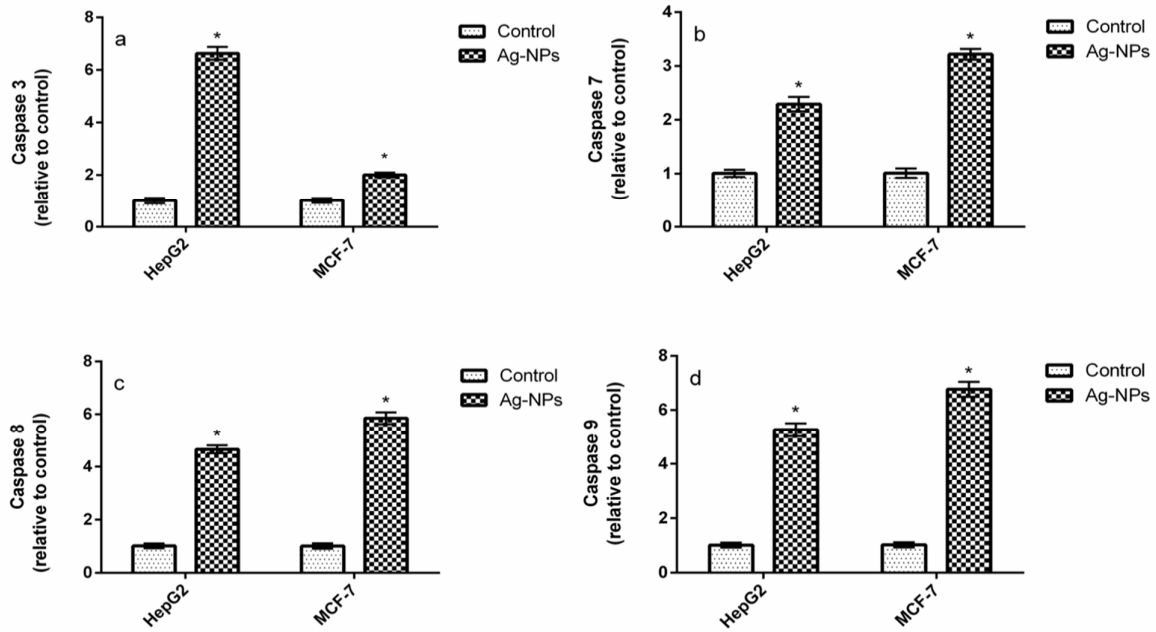 a
Caspase 3
(relative to control)
8
6
4
2
0
HepG2
MCF-7
*
*
Control
Ag-NPs
b
Caspase 7
(relative to control)
4
3
2
1
0
HepG2
MCF-7
*
*
Control
Ag-NPs
c
Caspase 8
(relative to control)
8
6
4
2
0
HepG2
MCF-7
*
*
Control
Ag-NPs
d
Caspase 9
(relative to control)
8
6
4
2
0
HepG2
MCF-7
*
*
Control
Ag-NPs